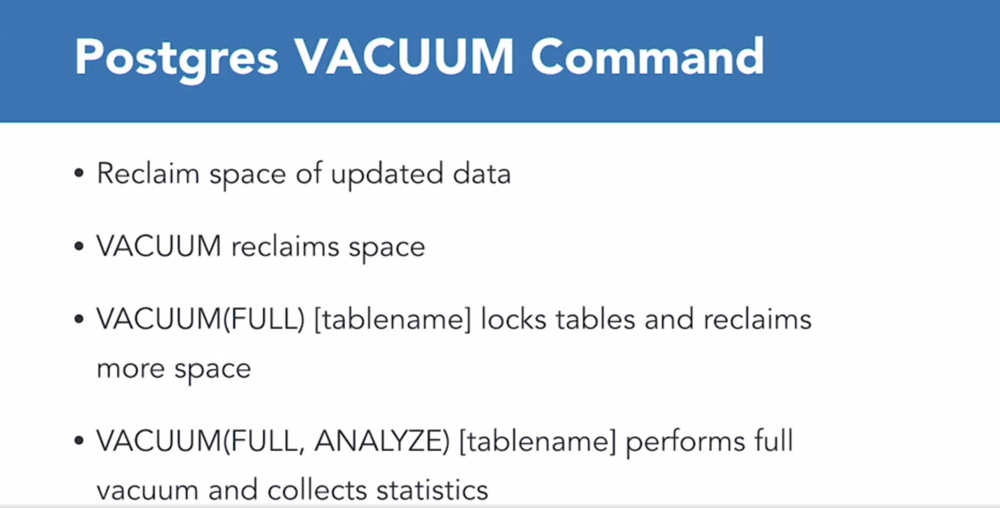 Postgres VACUUM Command
• Reclaim space of updated data
• VACUUM reclaims space
• VACUUM(FULL) [tablename] locks tables and reclaims
more space
• VACUUM(FULL, ANALYZE) [tablename] performs full
vacuum and collects statistics